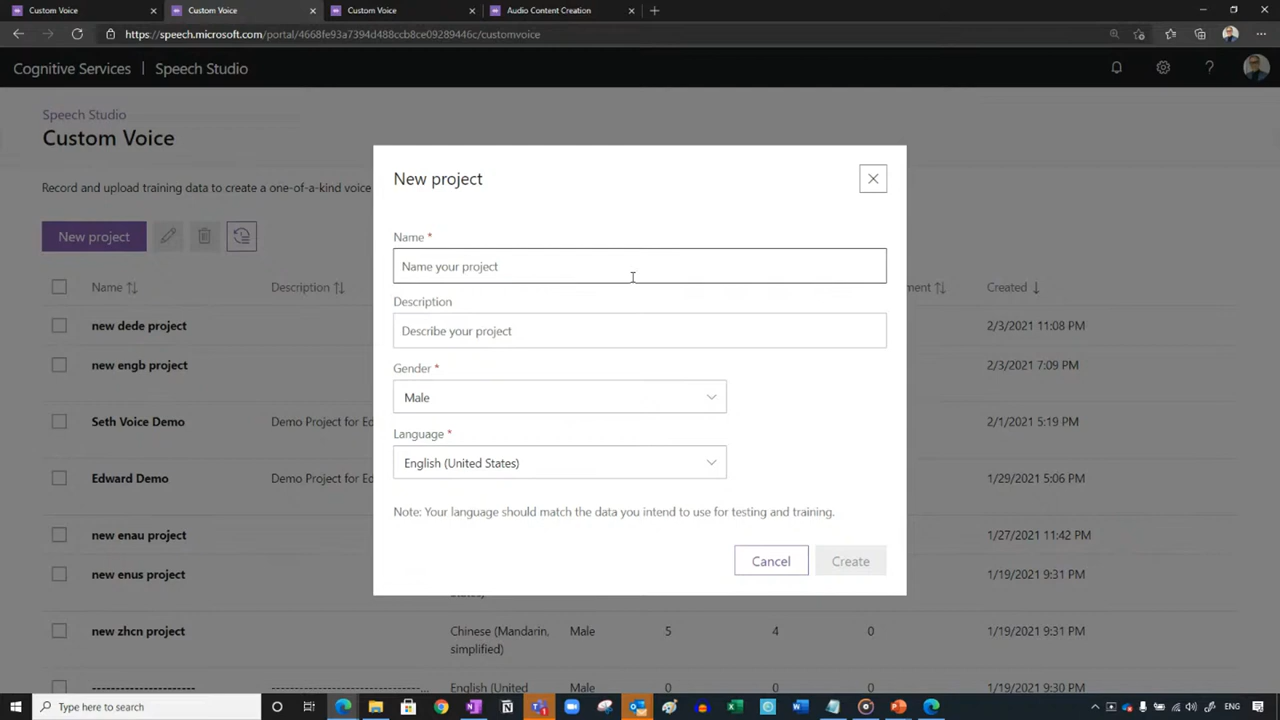 Custom Voice
Custom Voice
Custom Voice
Audio Content Creation
https://speech.microsoft.com/portal/4668fe93a7394d488ccb8ce09289446c/customvoice
Cognitive Services | Speech Studio
Speech Studio
Custom Voice
Record and upload training data to create a one-of-a-kind voice
New project
Name
Description
ment
Created
new dede project
2/3/2021 11:08 PM
new engb project
2/3/2021 7:09 PM
Seth Voice Demo
Demo Project for Ed
2/1/2021 5:19 PM
Edward Demo
Demo Project for Ed
1/29/2021 5:06 PM
new enau project
1/27/2021 11:42 PM
new enus project
1/19/2021 9:31 PM
new zhcn project
Chinese (Mandarin,
simplified)
Male
5
4
0
1/19/2021 9:31 PM
----------------------
------------------------------...
English (United
Male
0
0
0
1/19/2021 9:30 PM
New project
Name *
Name your project
Description
Describe your project
Gender *
Male
Language *
English (United States)
Note: Your language should match the data you intend to use for testing and training.
Cancel
Create
Type here to search
ENG